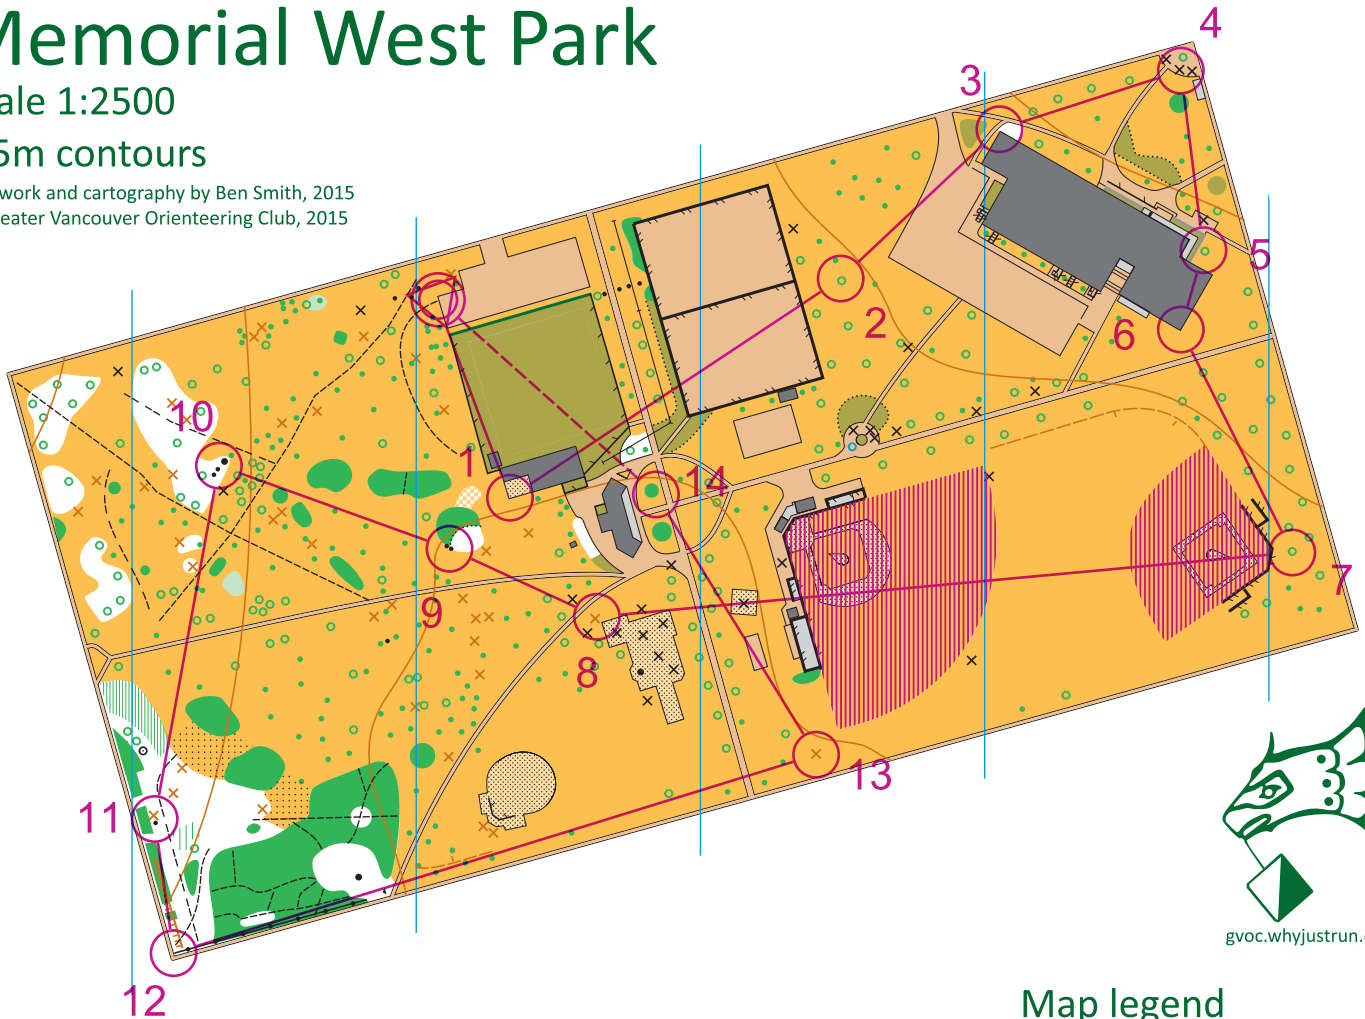 Memorial West Park
ale 1:2500
5m contours
work and cartography by Ben Smith, 2015
eater Vancouver Orienteering Club, 2015
4
3
5
2
6
10
1
14
7
9
8
13
11
12
gvoc.whyjustrun.
Map legend